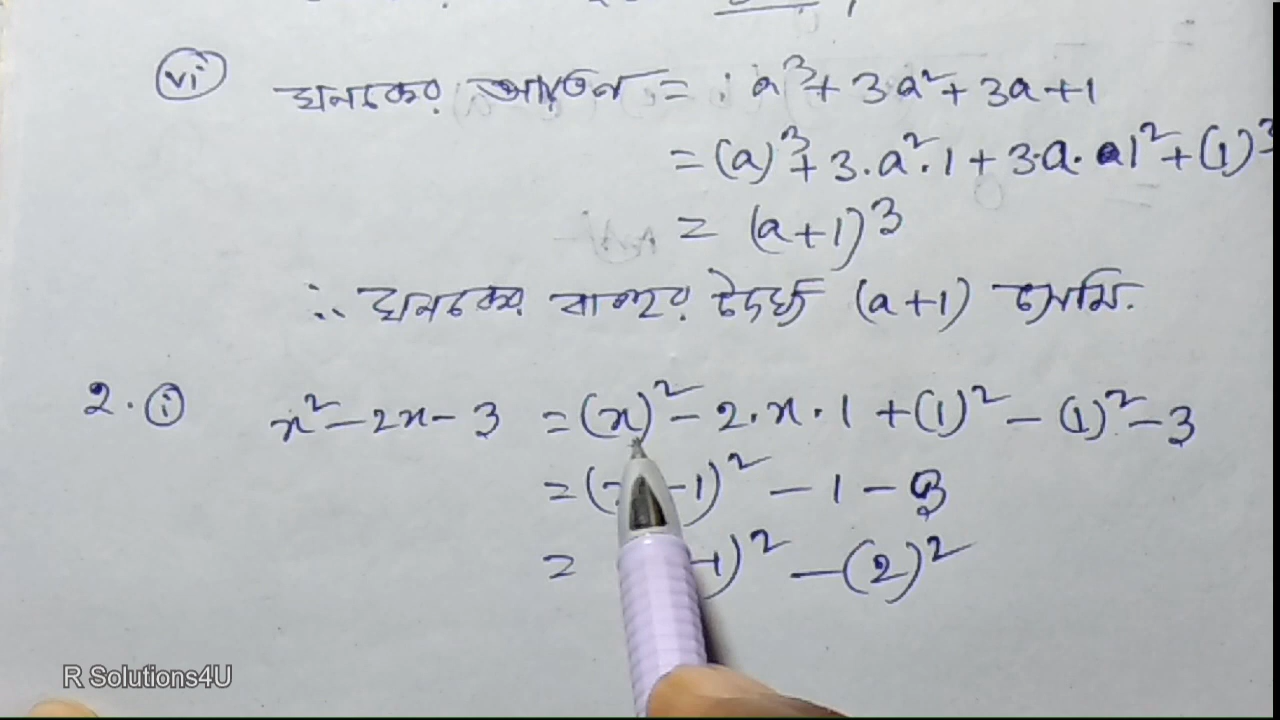 (vi) ঘনকের আয়তন = a³ + 3a² + 3a + 1
= (a)³ + 3.a².1 + 3.a.1² + (1)³
= (a+1)³
∴ ঘনকের বাহুর দৈর্ঘ্য (a+1) সেমি.
2. (i) x² - 2x - 3 = (x)² - 2.x.1 + (1)² - (1)² - 3
= ( -1)² - 1 - 3
= -1)² - (2)²
R Solutions4U